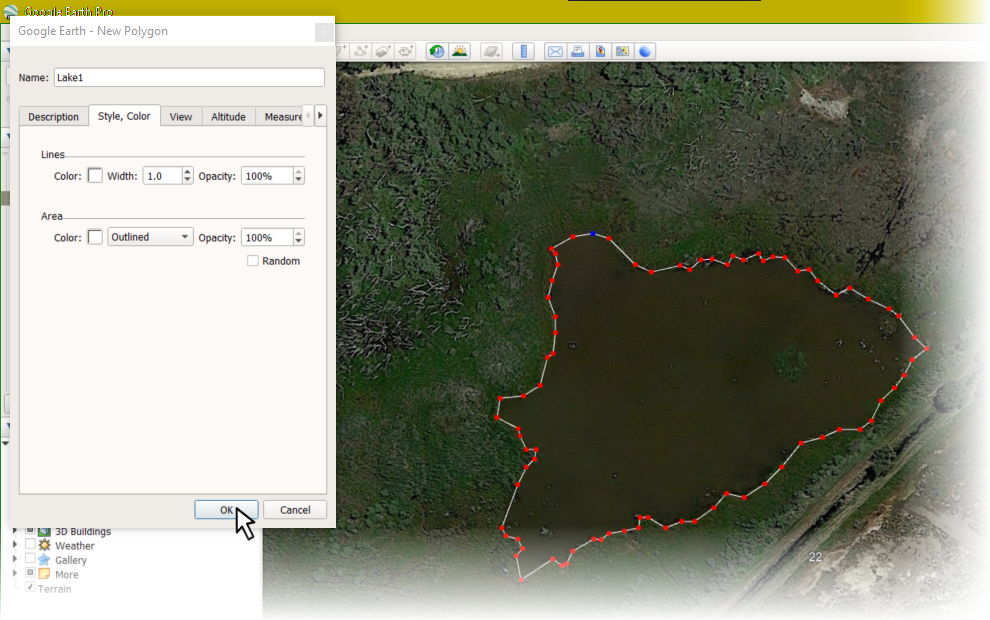 Google Earth Pro
Google Earth - New Polygon
Name: Lake1
Description Style, Color View Altitude Measure
Lines
Color: Width: 1.0 Opacity: 100%
Area
Color: Outlined Opacity: 100%
Random
OK Cancel
3D Buildings
Weather
Gallery
More
Terrain
22